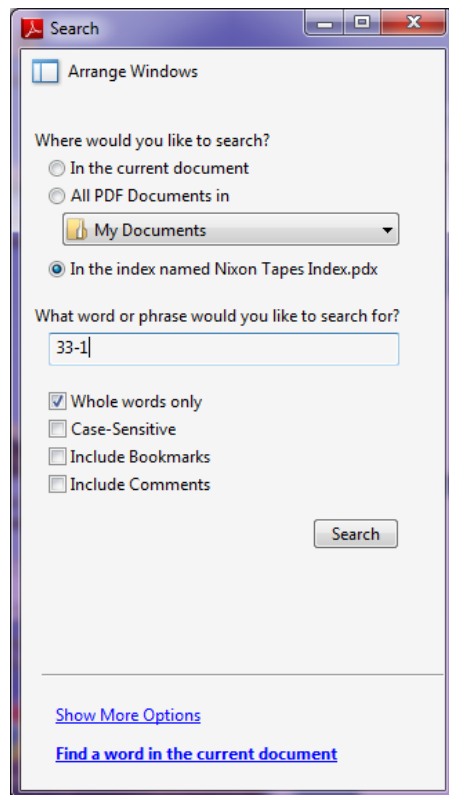 Search
Arrange Windows
Where would you like to search?
In the current document
All PDF Documents in
My Documents
In the index named Nixon Tapes Index.pdx
What word or phrase would you like to search for?
33-1
Whole words only
Case-Sensitive
Include Bookmarks
Include Comments
Search
Show More Options
Find a word in the current document